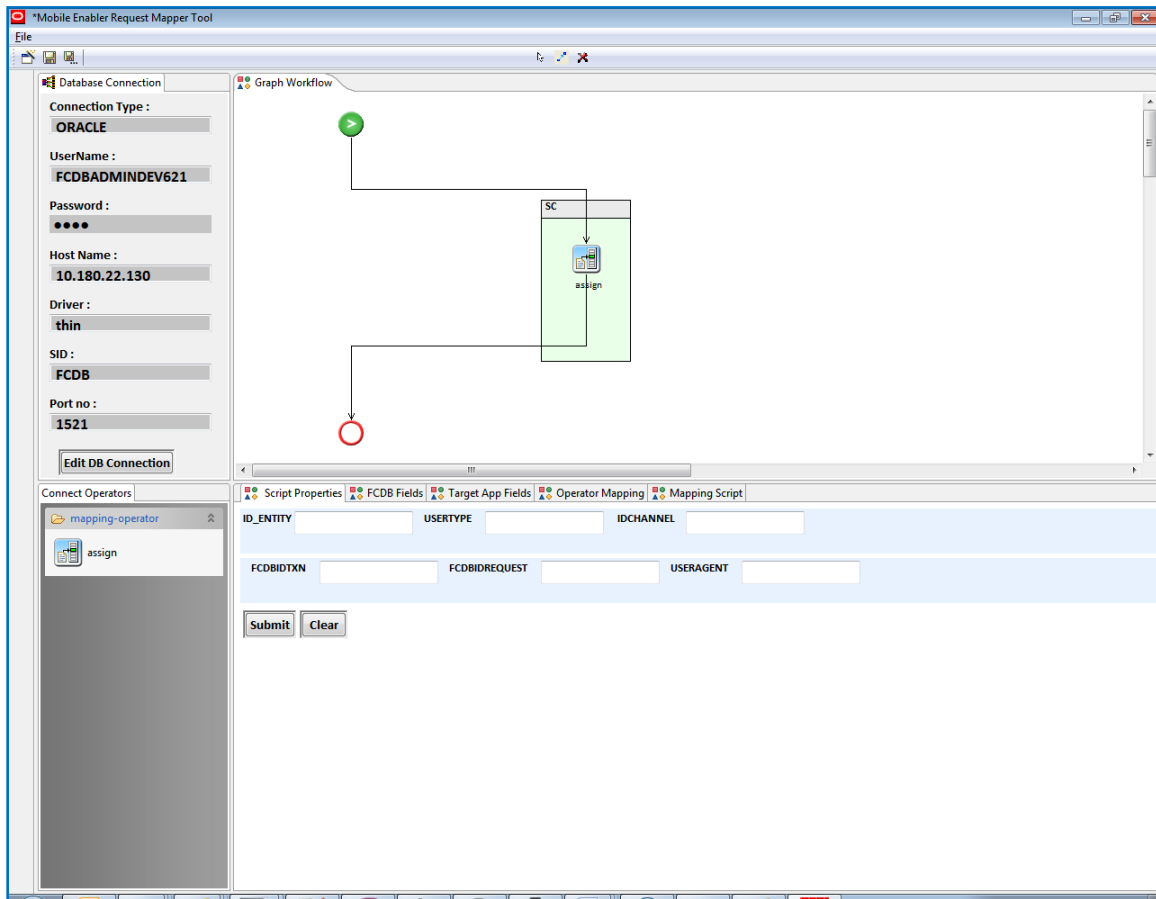 *Mobile Enabler Request Mapper Tool
File
Database Connection
Connection Type :
ORACLE
UserName :
FCDBADMINDEV621
Password :
●●●●
Host Name :
10.180.22.130
Driver :
thin
SID :
FCDB
Port no :
1521
Edit DB Connection
Graph Workflow
SC
assign
Connect Operators
mapping-operator
assign
Script Properties FCDB Fields Target App Fields Operator Mapping Mapping Script
ID_ENTITY USERTYPE IDCHANNEL
FCDBIDTXN FCDBIDREQUEST USERAGENT
Submit Clear